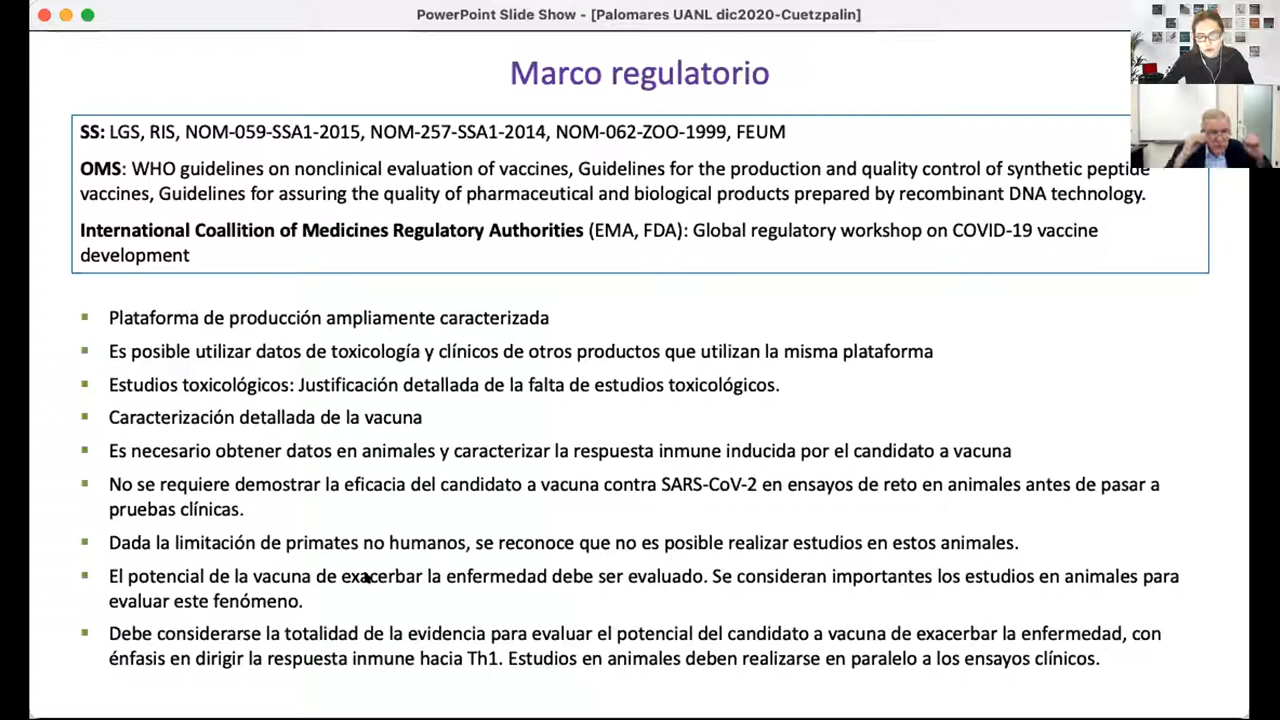 PowerPoint Slide Show - [Palomares UANL dic2020-Cuetzpalin]
Marco regulatorio
SS: LGS, RIS, NOM-059-SSA1-2015, NOM-257-SSA1-2014, NOM-062-ZOO-1999, FEUM
OMS: WHO guidelines on nonclinical evaluation of vaccines, Guidelines for the production and quality control of synthetic peptide
vaccines, Guidelines for assuring the quality of pharmaceutical and biological products prepared by recombinant DNA technology.
International Coallition of Medicines Regulatory Authorities (EMA, FDA): Global regulatory workshop on COVID-19 vaccine
development
Plataforma de producción ampliamente caracterizada
Es posible utilizar datos de toxicología y clínicos de otros productos que utilizan la misma plataforma
Estudios toxicológicos: Justificación detallada de la falta de estudios toxicológicos.
Caracterización detallada de la vacuna
Es necesario obtener datos en animales y caracterizar la respuesta inmune inducida por el candidato a vacuna
No se requiere demostrar la eficacia del candidato a vacuna contra SARS-CoV-2 en ensayos de reto en animales antes de pasar a
pruebas clínicas.
Dada la limitación de primates no humanos, se reconoce que no es posible realizar estudios en estos animales.
El potencial de la vacuna de exacerbar la enfermedad debe ser evaluado. Se consideran importantes los estudios en animales para
evaluar este fenómeno.
Debe considerarse la totalidad de la evidencia para evaluar el potencial del candidato a vacuna de exacerbar la enfermedad, con
énfasis en dirigir la respuesta inmune hacia Th1. Estudios en animales deben realizarse en paralelo a los ensayos clínicos.